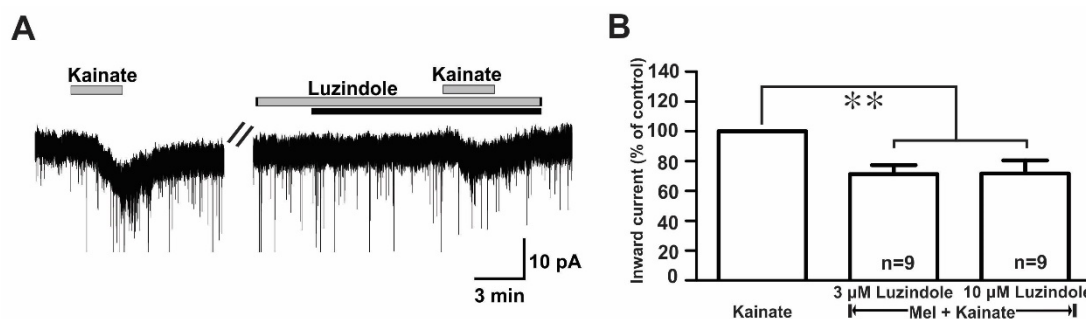 A
Kainate
Luzindole
Kainate
10 pA
3 min
B
Inward current (% of control)
140
120
100
80
60
40
20
0
**
n=9
n=9
Kainate
3 µM Luzindole
10 µM Luzindole
Mel + Kainate